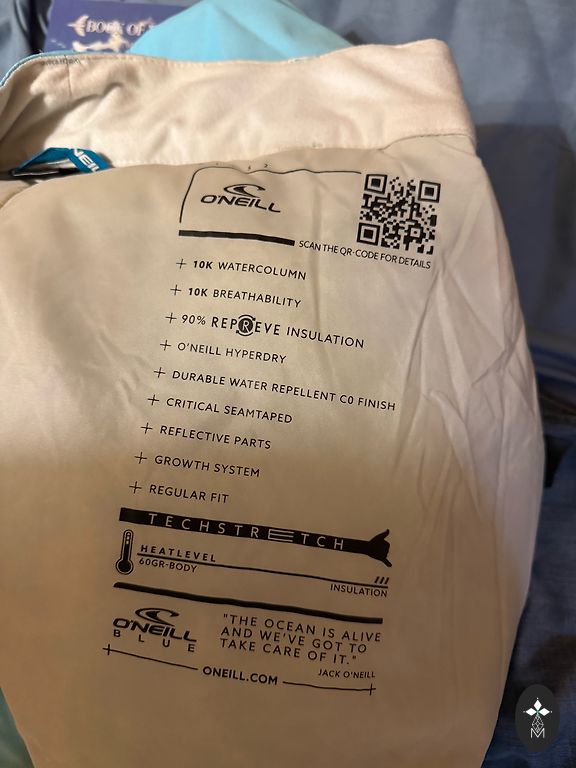 BOOK OF
O'NEILL
SCAN THE QR-CODE FOR DETAILS
+ 10K WATERCOLUMN
+ 10K BREATHABILITY
+ 90% REPREVE INSULATION
+ O'NEILL HYPERDRY
+ DURABLE WATER REPELLENT C0 FINISH
+ CRITICAL SEAMTAPED
+ REFLECTIVE PARTS
+ GROWTH SYSTEM
+ REGULAR FIT
TECHSTRETCH
HEATLEVEL
60GR-BODY
INSULATION
O'NEILL
BLUE
"THE OCEAN IS ALIVE
AND WE'VE GOT TO
TAKE CARE OF IT."
JACK O'NEILL
ONEILL.COM
M